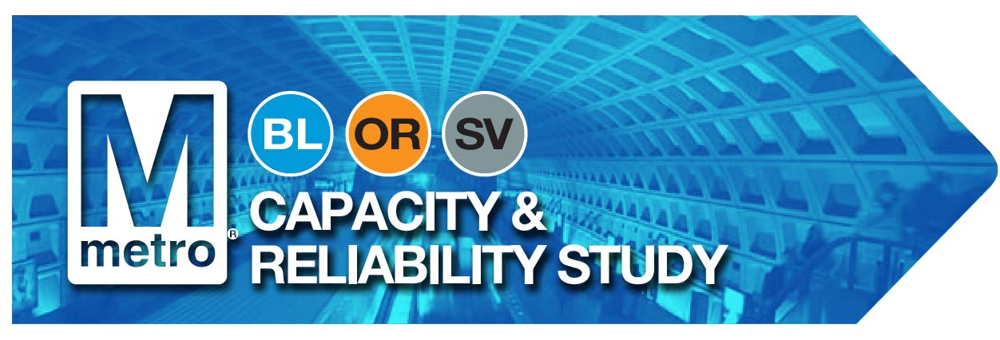 BL OR SV
CAPACITY &
RELIABILITY STUDY
M
metro®